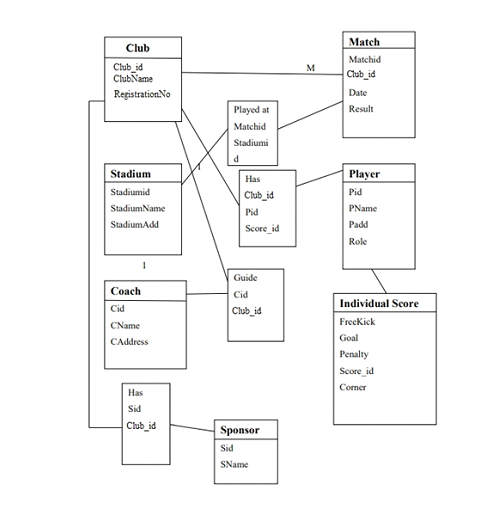 Club
Club_id
ClubName
RegistrationNo
M
Match
Matchid
Club_id
Date
Result
Played at
Matchid
Stadiumi
d
1
Stadium
Stadiumid
StadiumName
StadiumAdd
Has
Club_id
Pid
Score_id
Player
Pid
PName
Padd
Role
1
Coach
Cid
CName
CAddress
Guide
Cid
Club_id
Individual Score
FreeKick
Goal
Penalty
Score_id
Corner
Has
Sid
Club_id
Sponsor
Sid
SName